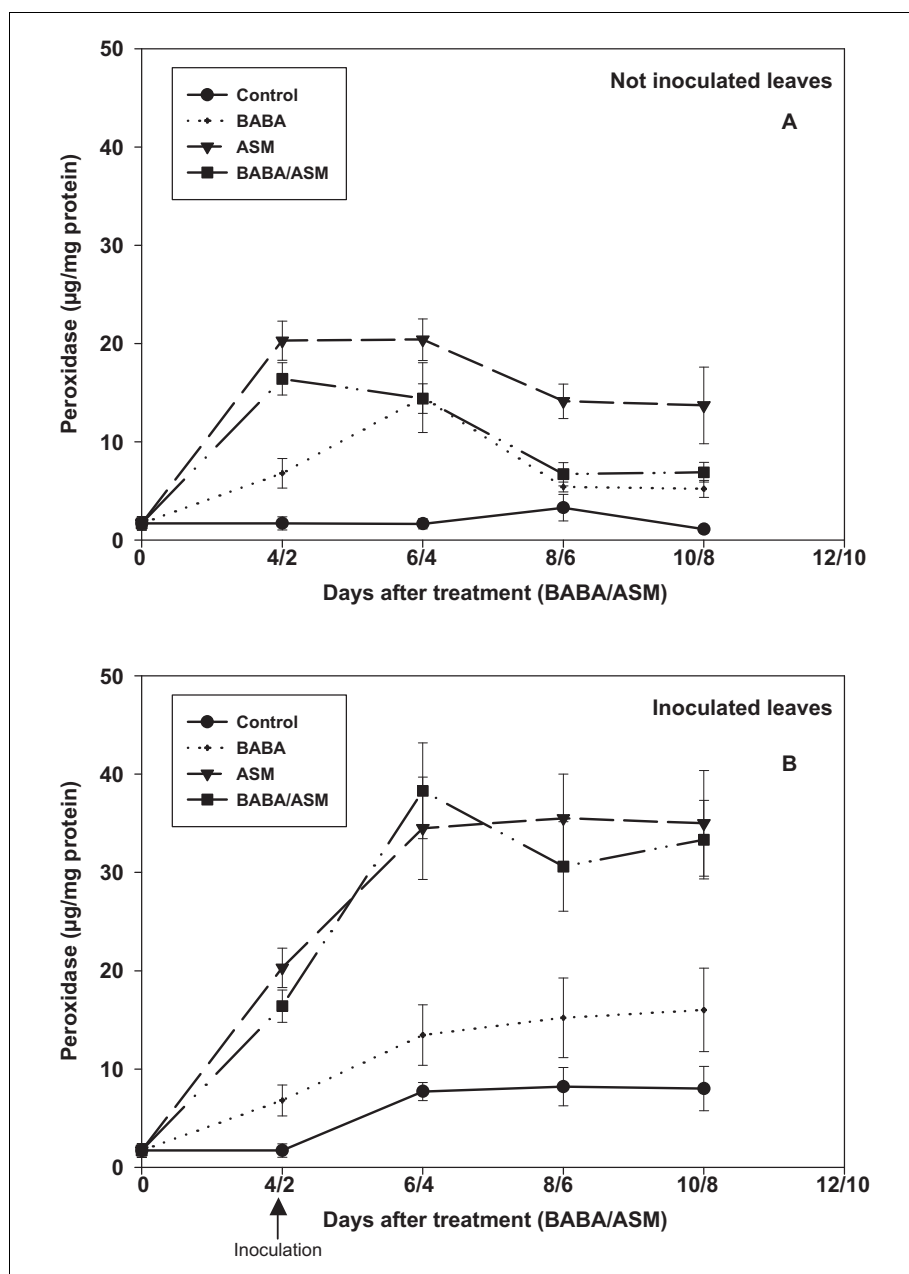 50
40
30
20
10
0
Peroxidase (µg/mg protein)
Control
BABA
ASM
BABA/ASM
Not inoculated leaves
A
0 4/2 6/4 8/6 10/8 12/10
Days after treatment (BABA/ASM)
50
40
30
20
10
0
Peroxidase (µg/mg protein)
Control
BABA
ASM
BABA/ASM
Inoculated leaves
B
0 4/2 6/4 8/6 10/8 12/10
Days after treatment (BABA/ASM)
Inoculation